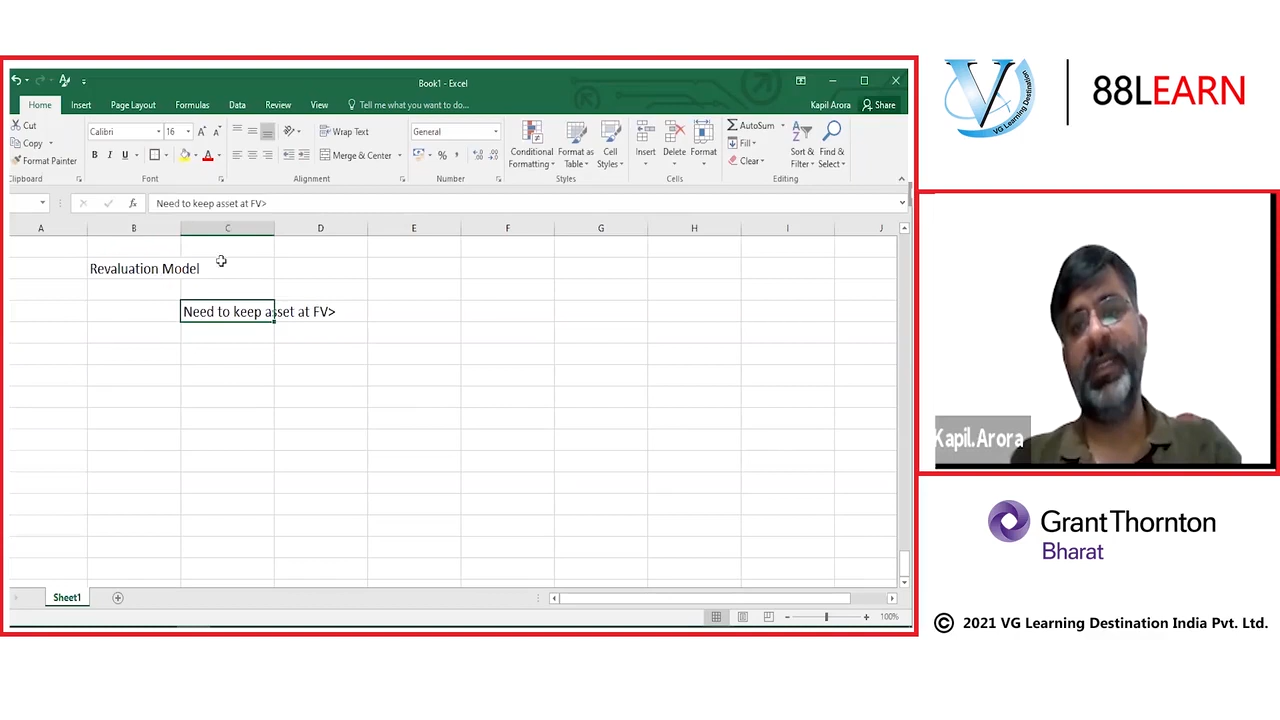 Book1 - Excel
Home Insert Page Layout Formulas Data Review View Tell me what you want to do... Kapil Arora Share
Cut
Copy
Format Painter
Clipboard
Calibri 16
B I U
Font
Wrap Text
Merge & Center
Alignment
General
%
Number
Conditional Formatting
Format as Table
Cell Styles
Styles
Insert Delete Format
Cells
AutoSum
Fill
Clear
Sort & Filter
Find & Select
Editing
fx Need to keep asset at FV>
A B C D E F G H I J
Revaluation Model
Need to keep asset at FV>
Sheet1
100%
VG Learning Destination
88LEARN
Kapil.Arora
Grant Thornton
Bharat
© 2021 VG Learning Destination India Pvt. Ltd.